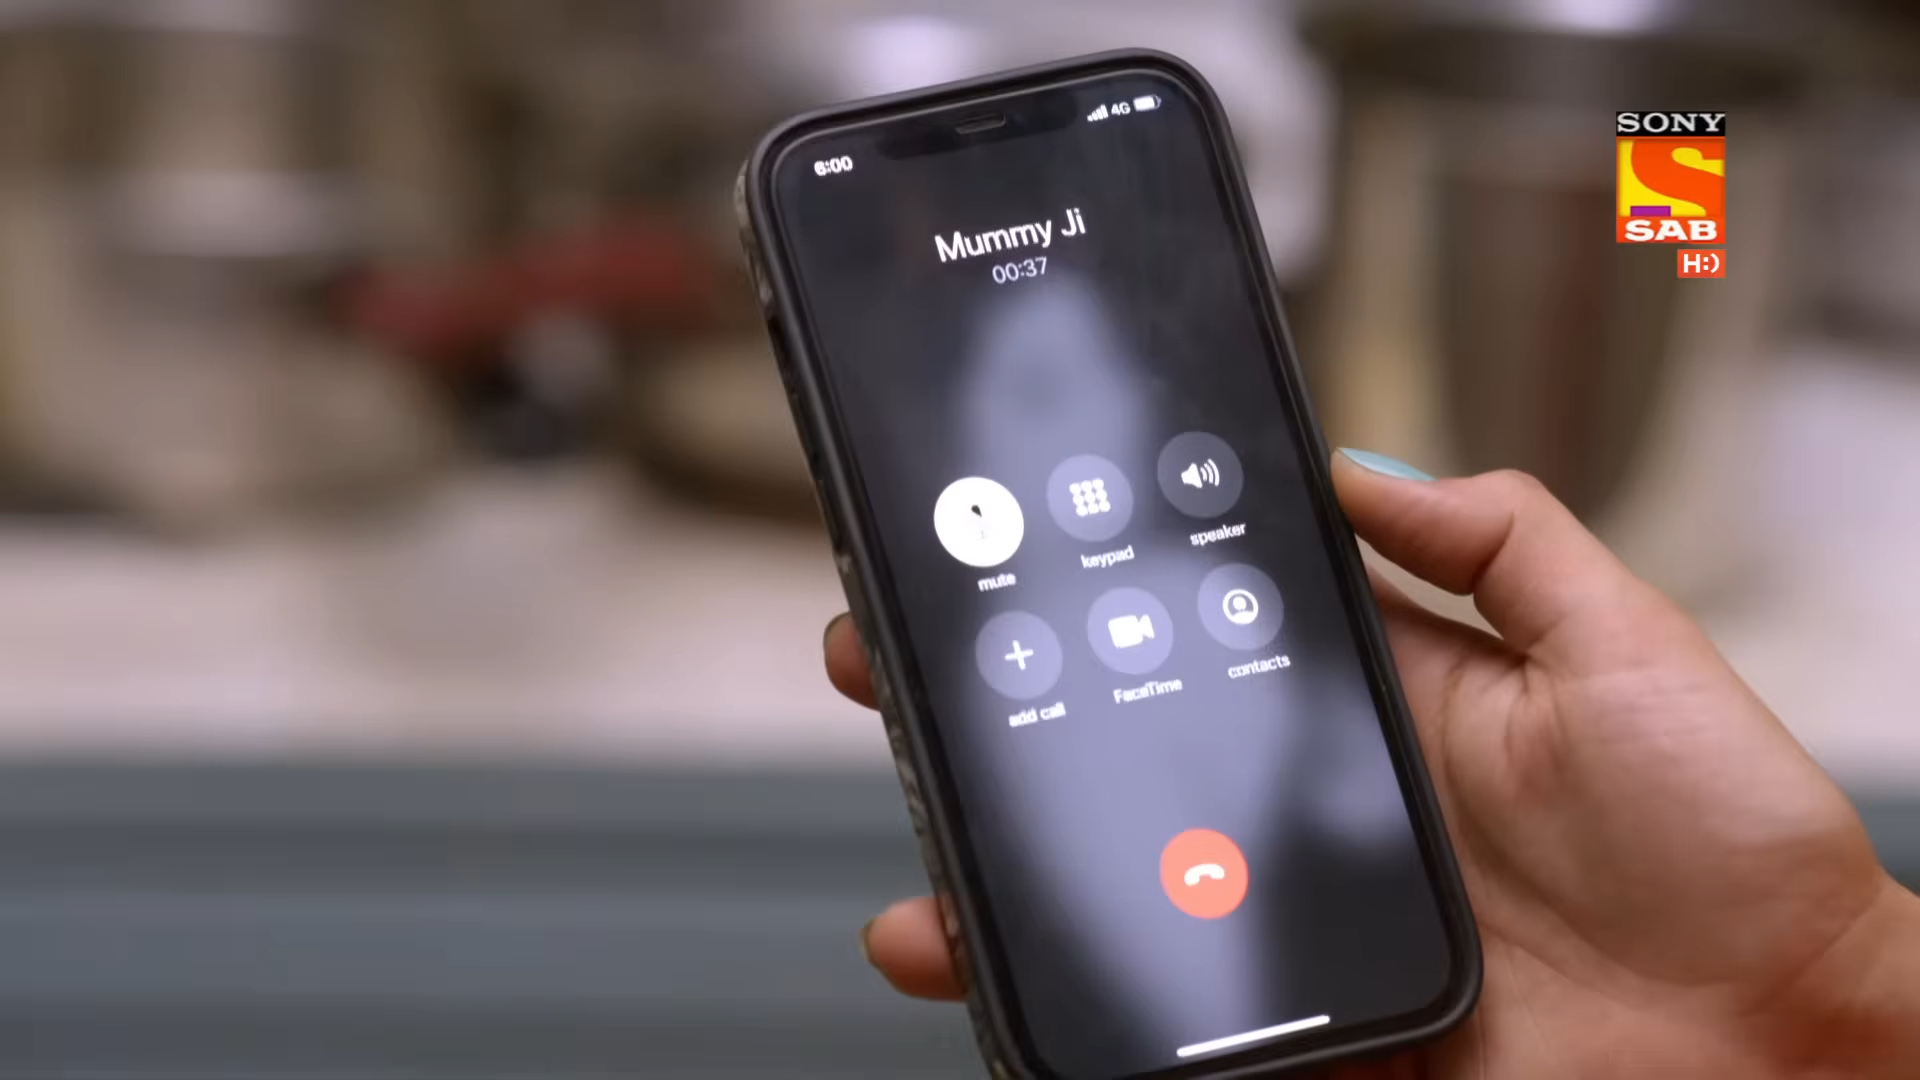 SONY
SAB
H:)
4G
6:00
Mummy Ji
00:37
mute
keypad
speaker
add call
FaceTime
contacts